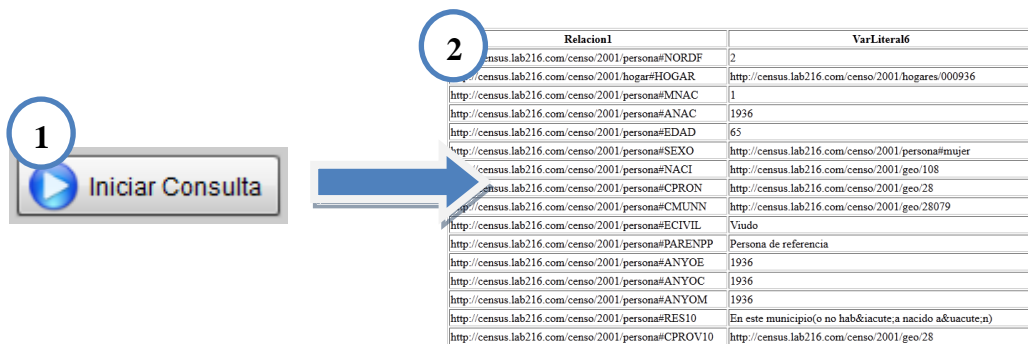 1
Iniciar Consulta
2
Relacion1 VarLiteral6
ensus.lab216.com/censo/2001/persona#NORDF 2
http://census.lab216.com/censo/2001/hogar#HOGAR http://census.lab216.com/censo/2001/hogares/000936
http://census.lab216.com/censo/2001/persona#MNAC 1
http://census.lab216.com/censo/2001/persona#ANAC 1936
http://census.lab216.com/censo/2001/persona#EDAD 65
http://census.lab216.com/censo/2001/persona#SEXO http://census.lab216.com/censo/2001/persona#mujer
http://census.lab216.com/censo/2001/persona#NACI http://census.lab216.com/censo/2001/geo/108
ensus.lab216.com/censo/2001/persona#CPRON http://census.lab216.com/censo/2001/geo/28
http://census.lab216.com/censo/2001/persona#CMUNN http://census.lab216.com/censo/2001/geo/28079
http://census.lab216.com/censo/2001/persona#ECIVIL Viudo
http://census.lab216.com/censo/2001/persona#PARENPP Persona de referencia
http://census.lab216.com/censo/2001/persona#ANYOE 1936
http://census.lab216.com/censo/2001/persona#ANYOC 1936
http://census.lab216.com/censo/2001/persona#ANYOM 1936
http://census.lab216.com/censo/2001/persona#RES10 En este municipio(o no hab&iacute;a nacido a&uacute;n)
http://census.lab216.com/censo/2001/persona#CPROV10 http://census.lab216.com/censo/2001/geo/28